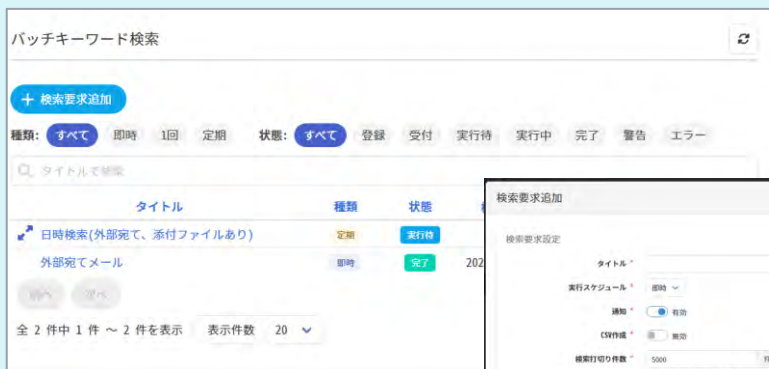 バッチキーワード検索
+ 検索要求追加
種類: すべて 即時 1回 定期 状態: すべて 登録 受付 実行待 実行中 完了 警告 エラー
タイトルで検索
タイトル 種類 状態
日時検索(外部宛て、添付ファイルあり) 定期 実行待
外部宛てメール 即時 完了 202
前へ 次へ
全 2 件中 1 件 ～ 2 件を表示 表示件数 20
検索要求追加
検索要求設定
タイトル *
実行スケジュール * 即時
通知 * 有効
CSV作成 * 無効
検索打切り件数 * 5000